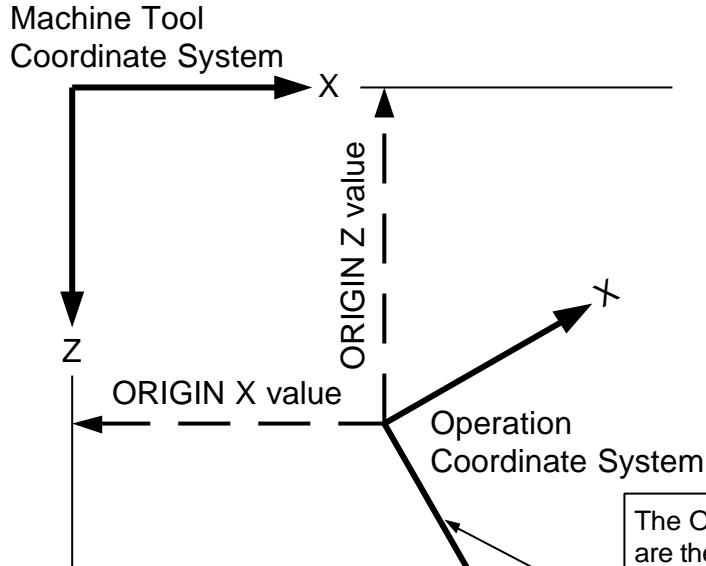 Machine Tool
Coordinate System
X
ORIGIN Z value
X
Z
ORIGIN X value
Operation
Coordinate System
The
are the